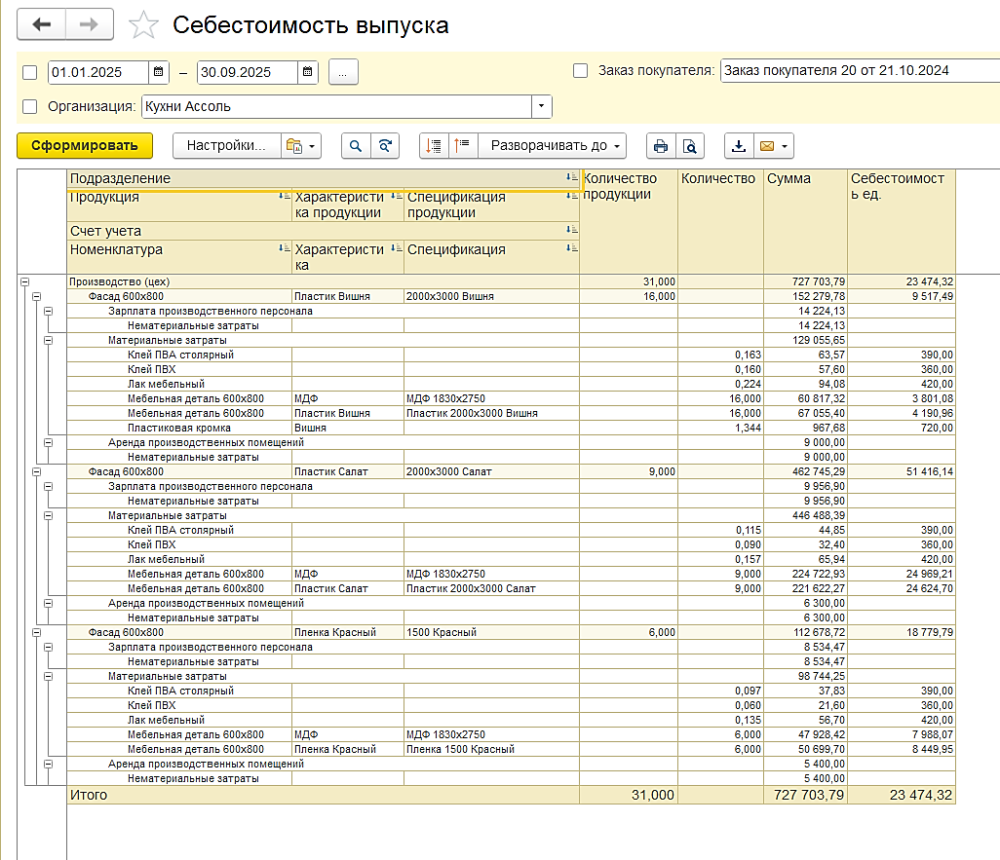 Себестоимость выпуска
01.01.2025 – 30.09.2025 ... Заказ покупателя: Заказ покупателя 20 от 21.10.2024
Организация: Кухни Ассоль
Сформировать Настройки... Разворачивать до
Подразделение Количество продукции Количество Сумма Себестоимость ед.
Продукция Характеристика продукции Спецификация продукции
Счет учета
Номенклатура Характеристика Спецификация
Производство (цех) 31,000 727 703,79 23 474,32
Фасад 600х800 Пластик Вишня 2000х3000 Вишня 16,000 152 279,78 9 517,49
Зарплата производственного персонала 14 224,13
Нематериальные затраты 14 224,13
Материальные затраты 129 055,65
Клей ПВА столярный 0,163 63,57 390,00
Клей ПВХ 0,160 57,60 360,00
Лак мебельный 0,224 94,08 420,00
Мебельная деталь 600х800 МДФ МДФ 1830х2750 16,000 60 817,32 3 801,08
Мебельная деталь 600х800 Пластик Вишня Пластик 2000х3000 Вишня 16,000 67 055,40 4 190,96
Пластиковая кромка Вишня 1,344 967,68 720,00
Аренда производственных помещений 9 000,00
Нематериальные затраты 9 000,00
Фасад 600х800 Пластик Салат 2000х3000 Салат 9,000 462 745,29 51 416,14
Зарплата производственного персонала 9 956,90
Нематериальные затраты 9 956,90
Материальные затраты 446 488,39
Клей ПВА столярный 0,115 44,85 390,00
Клей ПВХ 0,090 32,40 360,00
Лак мебельный 0,157 65,94 420,00
Мебельная деталь 600х800 МДФ МДФ 1830х2750 9,000 224 722,93 24 969,21
Мебельная деталь 600х800 Пластик Салат Пластик 2000х3000 Салат 9,000 221 622,27 24 624,70
Аренда производственных помещений 6 300,00
Нематериальные затраты 6 300,00
Фасад 600х800 Пленка Красный 1500 Красный 6,000 112 678,72 18 779,79
Зарплата производственного персонала 8 534,47
Нематериальные затраты 8 534,47
Материальные затраты 98 744,25
Клей ПВА столярный 0,097 37,83 390,00
Клей ПВХ 0,060 21,60 360,00
Лак мебельный 0,135 56,70 420,00
Мебельная деталь 600х800 МДФ МДФ 1830х2750 6,000 47 928,42 7 988,07
Мебельная деталь 600х800 Пленка Красный Пленка 1500 Красный 6,000 50 699,70 8 449,95
Аренда производственных помещений 5 400,00
Нематериальные затраты 5 400,00
Итого 31,000 727 703,79 23 474,32